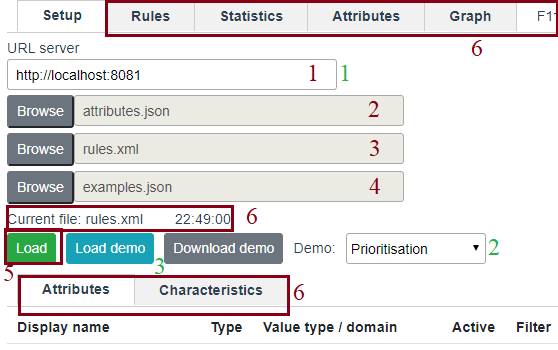 Setup Rules Statistics Attributes Graph F1
6
URL server
http://localhost:8081 1 1
Browse attributes.json 2
Browse rules.xml 3
Browse examples.json 4
Current file: rules.xml 22:49:00 6
Load Load demo Download demo Demo: Prioritisation 2
5 3
Attributes Characteristics 6
Display name Type Value type / domain Active Filter